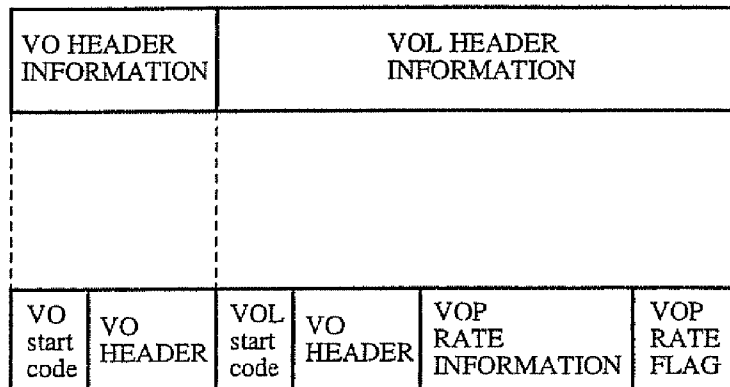 VO HEADER
INFORMATION
VOL HEADER
INFORMATION
VO
start
code
VO
HEADER
VOL
start
code
VO
HEADER
VOP
RATE
INFORMATION
VOP
RATE
FLAG